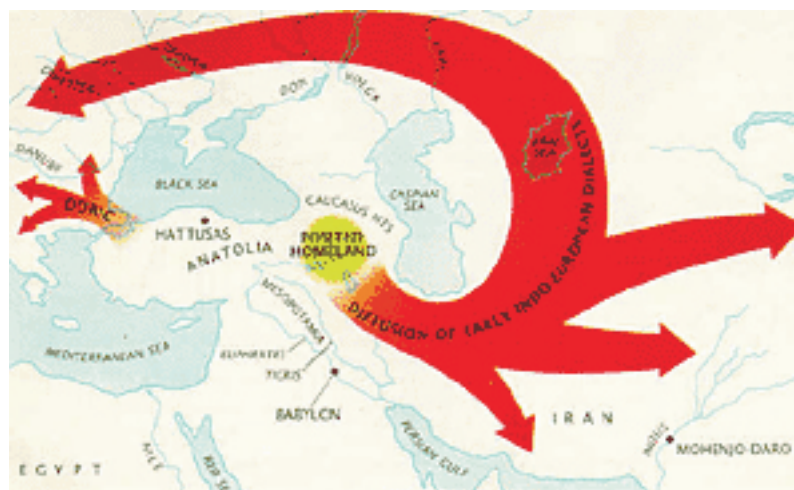 DON
VOLGA
DANUBE
BLACK SEA
CASPIAN
SEA
CAUCASUS MTS
DORIC
HATTUSAS
ANATOLIA
HOMELAND
DIFFUSION OF EARLY INDO EUROPEAN DIALECTS
ARAL
SEA
MESOPOTAMIA
MEDITERRANEAN SEA
EUPHRATES
TIGRIS
BABYLON
IRAN
PERSIAN GULF
INDUS
MOHENJO-DARO
EGYPT
NILE
RED SE